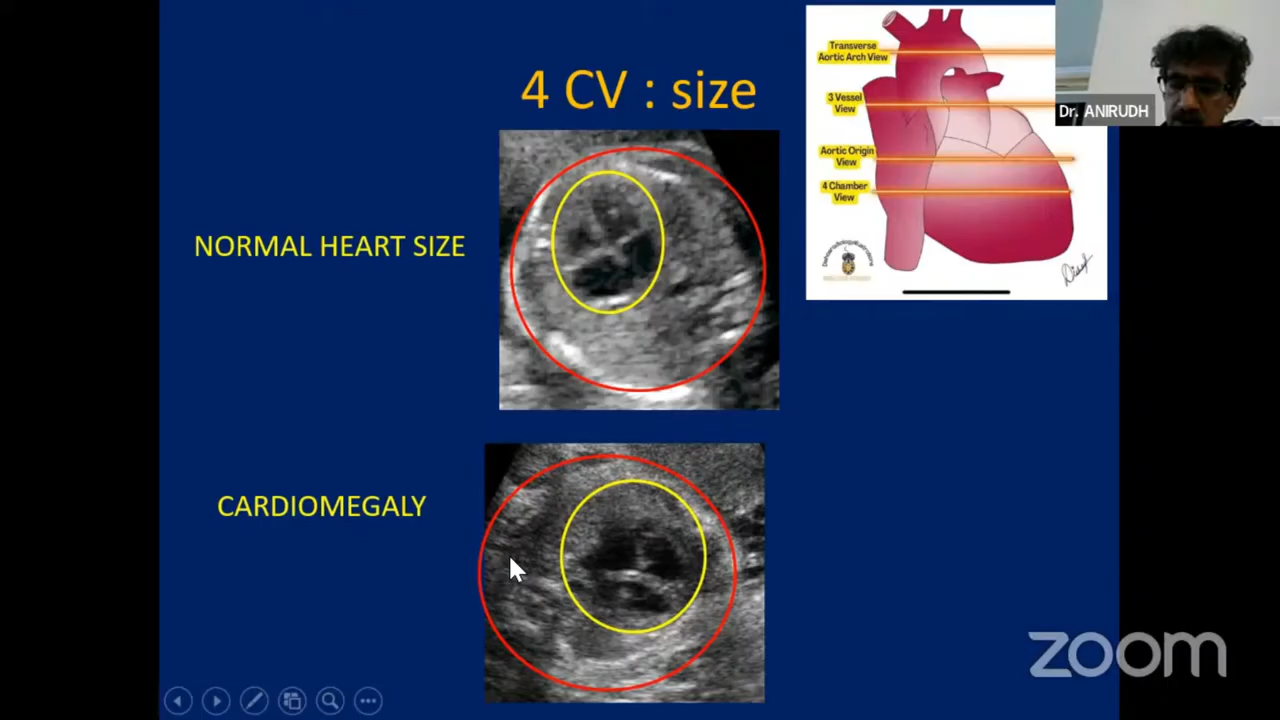 4 CV : size
NORMAL HEART SIZE
CARDIOMEGALY
Transverse
Aortic Arch View
3 Vessel
View
Aortic Origin
View
4 Chamber
View
Dr. ANIRUDH
zoom